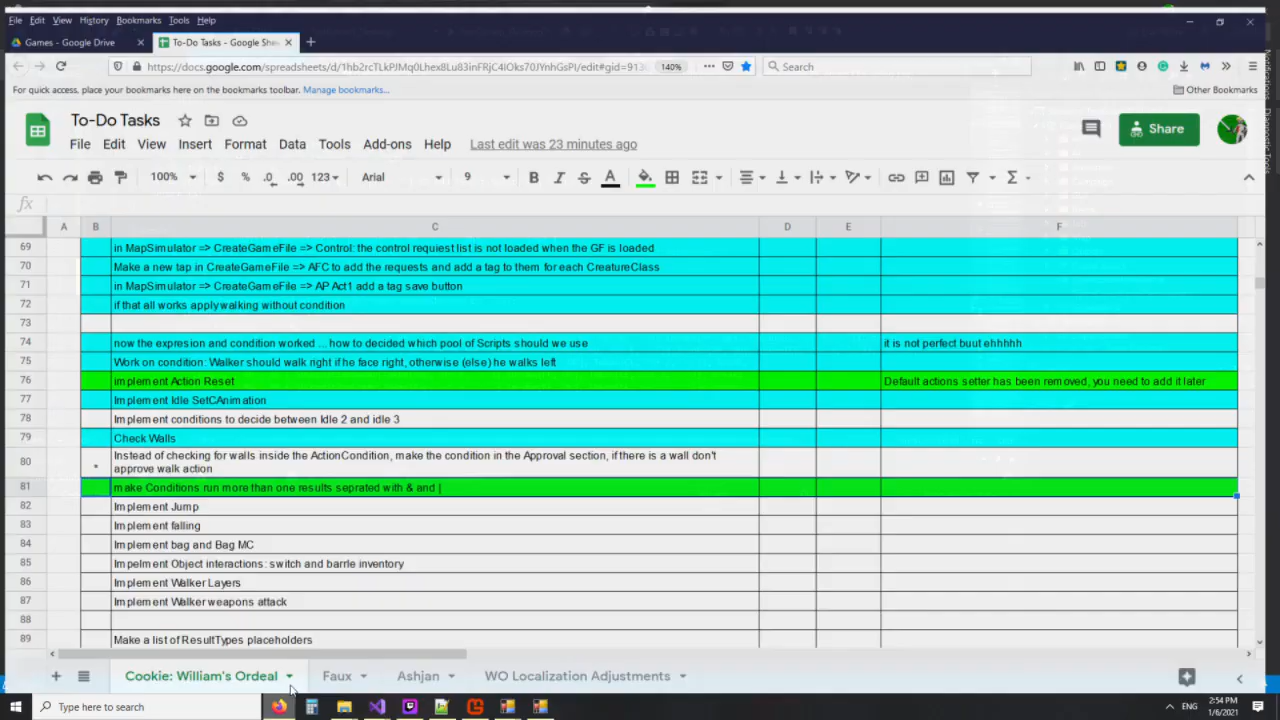 File Edit View History Bookmarks Tools Help
Games - Google Drive
To-Do Tasks - Google She
https://docs.google.com/spreadsheets/d/1hb2rcTLkPJMq0Lhex8Lu83inFRjC4IOks70JYnhGsPI/edit#gid=913
140%
Search
For quick access, place your bookmarks here on the bookmarks toolbar. Manage bookmarks...
Other Bookmarks
To-Do Tasks
Share
File Edit View Insert Format Data Tools Add-ons Help Last edit was 23 minutes ago
100% $ % .0 .00 123 Arial 9 B I S A
fx
A B C D E F
69 in MapSimulator => CreateGameFile => Control: the control requiest list is not loaded when the GF is loaded
70 Make a new tap in CreateGameFile => AFC to add the requests and add a tag to them for each CreatureClass
71 in MapSimulator => CreateGameFile => AP Act1 add a tag save button
72 if that all works apply walking without condition
73
74 now the expresion and condition worked ... how to decided which pool of Scripts should we use it is not perfect buut ehhhhh
75 Work on condition: Walker should walk right if he face right, otherwise (else) he walks left
76 implement Action Reset Default actions setter has been removed, you need to add it later
77 Implement Idle SetCAnimation
78 Implement conditions to decide between Idle 2 and idle 3
79 Check Walls
Instead of checking for walls inside the ActionCondition, make the condition in the Approval section, if there is a wall don't
80 * approve walk action
81 make Conditions run more than one results seprated with & and |
82 Implement Jump
83 Implement falling
84 Implement bag and Bag MC
85 Impelment Object interactions: switch and barrle inventory
86 Implement Walker Layers
87 Implement Walker weapons attack
88
89 Make a list of ResultTypes placeholders
Cookie: William's Ordeal Faux Ashjan WO Localization Adjustments
Type here to search
ENG
2:54 PM
1/6/2021
Notifications
Diagnostic Tools